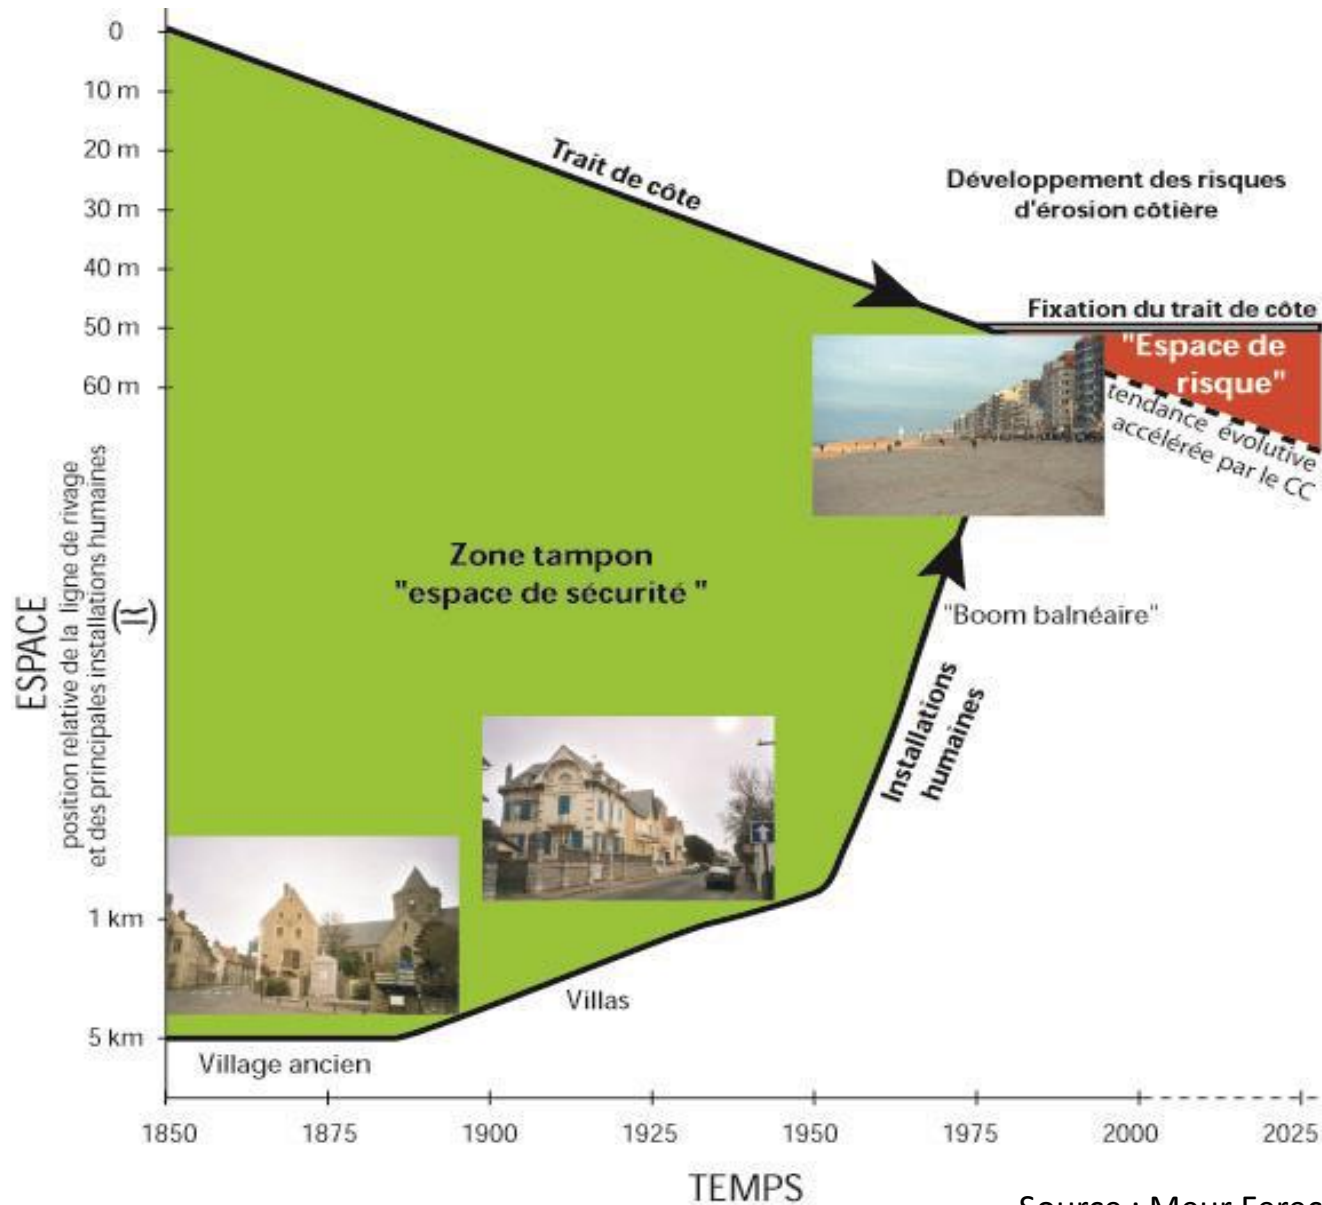 0
10 m
20 m
30 m
40 m
50 m
60 m
1 km
5 km
ESPACE
position relative de la ligne de rivage
et des principales installations humaines
(≈)
Trait de côte
Développement des risques
d'érosion côtière
Fixation du trait de côte
"Espace de
risque"
tendance évolutive
accélérée par le CC
Zone tampon
"espace de sécurité "
"Boom balnéaire"
Installations
humaines
Villas
Village ancien
1850
1875
1900
1925
1950
1975
2000
2025
TEMPS